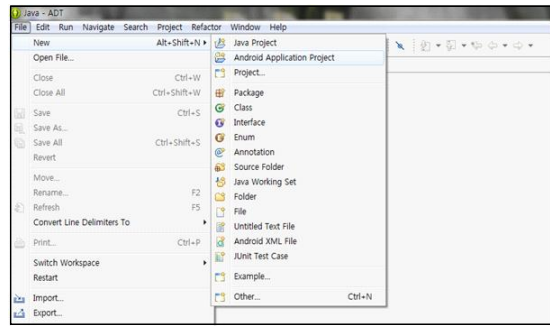 Java - ADT
File Edit Run Navigate Search Project Refactor Window Help
New Alt+Shift+N
Open File...
Close Ctrl+W
Close All Ctrl+Shift+W
Save Ctrl+S
Save As...
Save All Ctrl+Shift+S
Revert
Move...
Rename... F2
Refresh F5
Convert Line Delimiters To
Print... Ctrl+P
Switch Workspace
Restart
Import...
Export...
Java Project
Android Application Project
Project...
Package
Class
Interface
Enum
Annotation
Source Folder
Java Working Set
Folder
File
Untitled Text File
Android XML File
JUnit Test Case
Example...
Other... Ctrl+N